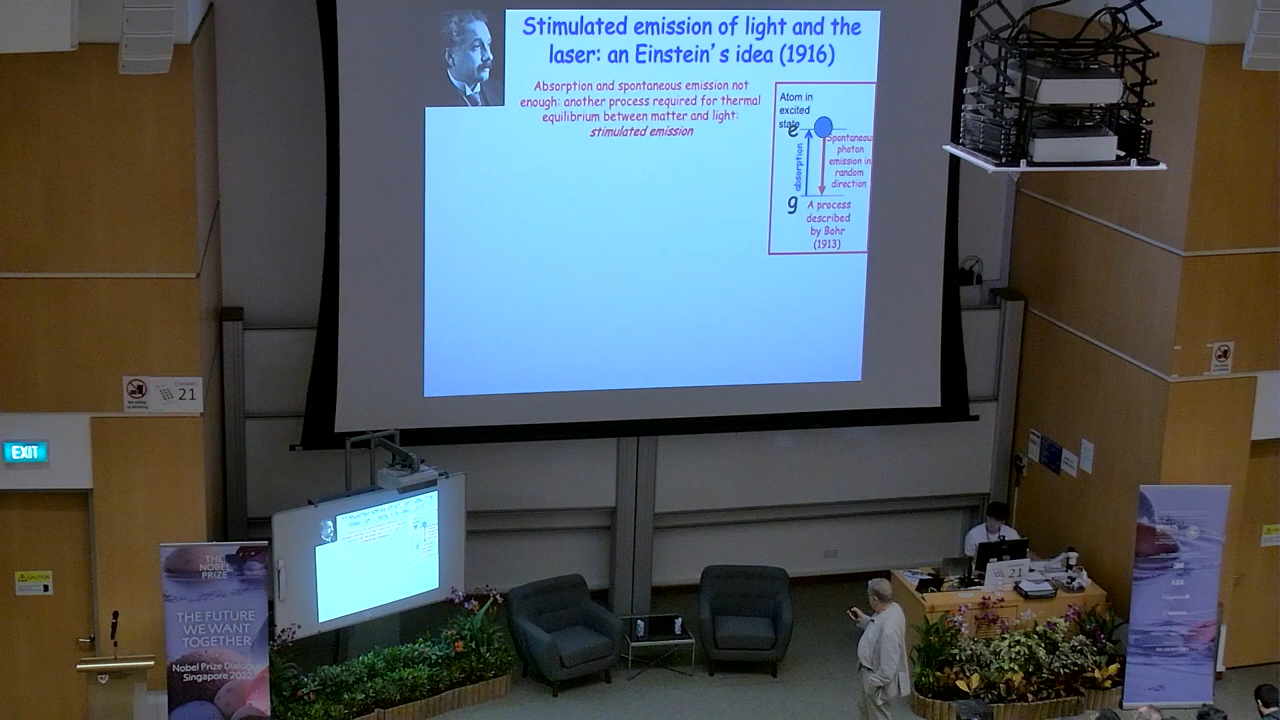 Stimulated emission of light and the
laser: an Einstein's idea (1916)
Absorption and spontaneous emission not
enough: another process required for thermal
equilibrium between matter and light:
stimulated emission
Atom in
excited
state
e
absorption
Spontaneous
photon
emission in
random
direction
g
A process
described
by Bohr
(1913)
21
EXIT
THE
NOBEL
PRIZE
THE FUTURE
WE WANT
TOGETHER
Nobel Prize Dialogue
Singapore 2022
21